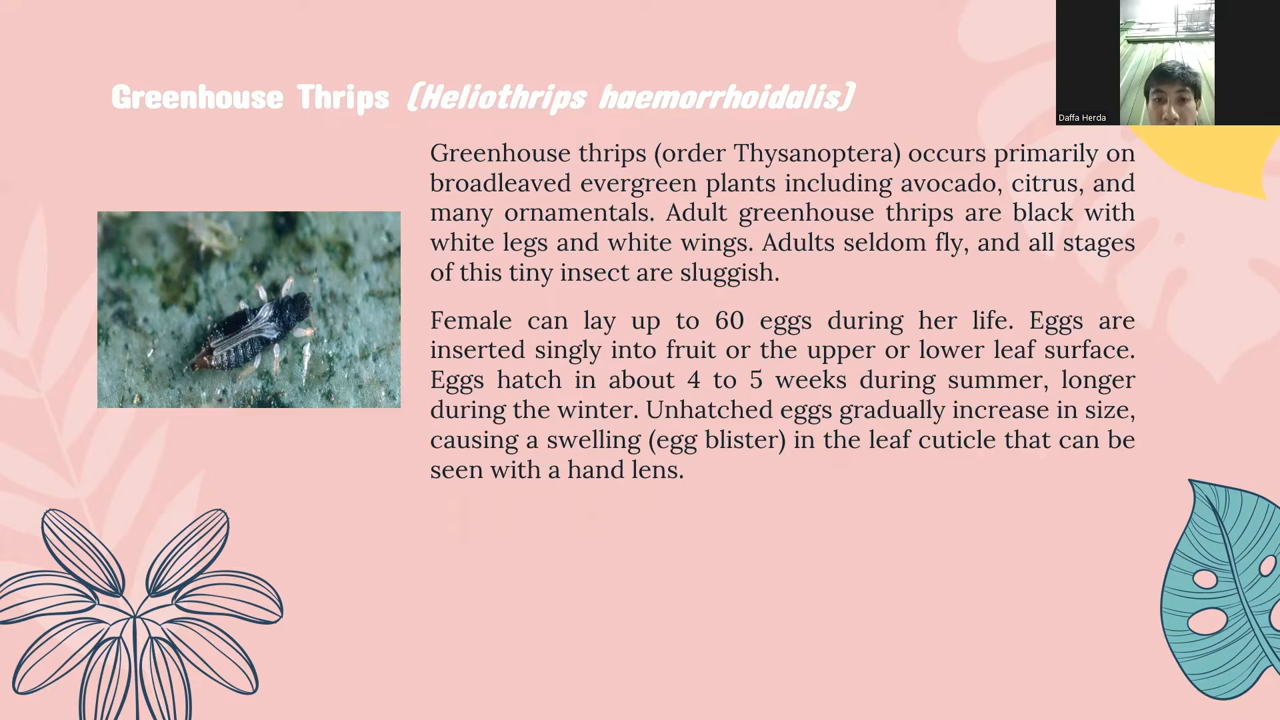 Greenhouse Thrips (Heliothrips haemorrhoidalis)
Daffa Herda
Greenhouse thrips (order Thysanoptera) occurs primarily on
broadleaved evergreen plants including avocado, citrus, and
many ornamentals. Adult greenhouse thrips are black with
white legs and white wings. Adults seldom fly, and all stages
of this tiny insect are sluggish.
Female can lay up to 60 eggs during her life. Eggs are
inserted singly into fruit or the upper or lower leaf surface.
Eggs hatch in about 4 to 5 weeks during summer, longer
during the winter. Unhatched eggs gradually increase in size,
causing a swelling (egg blister) in the leaf cuticle that can be
seen with a hand lens.